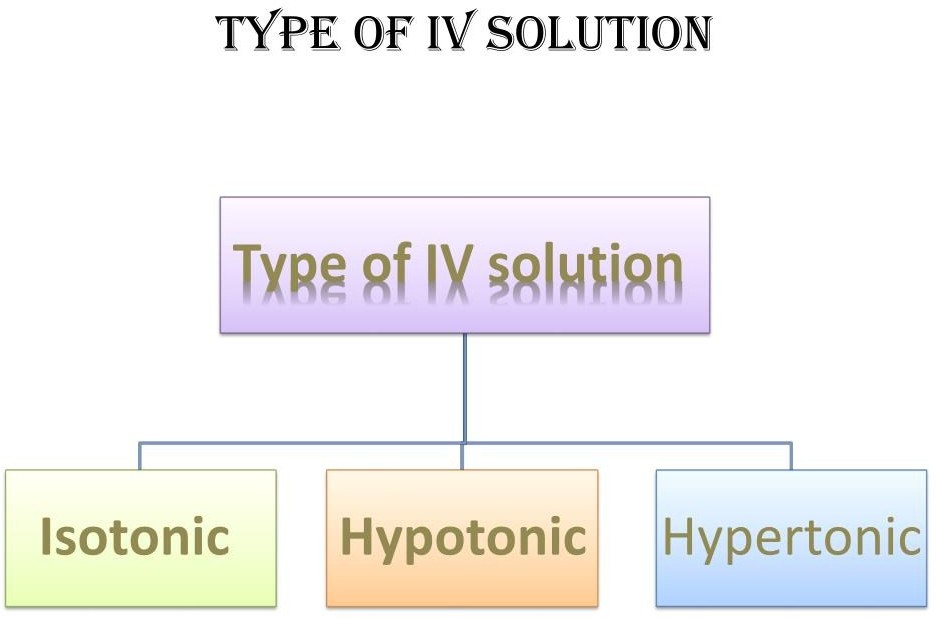 TYPE OF IV SOLUTION
Type of IV solution
Isotonic
Hypotonic
Hypertonic